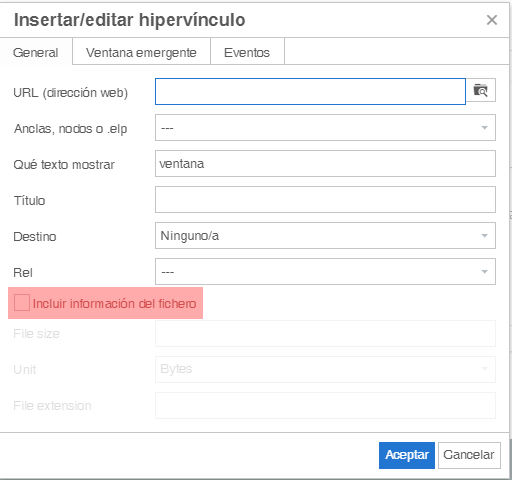 Insertar/editar hipervínculo
General Ventana emergente Eventos
URL (dirección web)
Anclas, nodos o .elp ---
Qué texto mostrar ventana
Título
Destino Ninguno/a
Rel ---
Incluir información del fichero
File size
Unit Bytes
File extension
Aceptar Cancelar